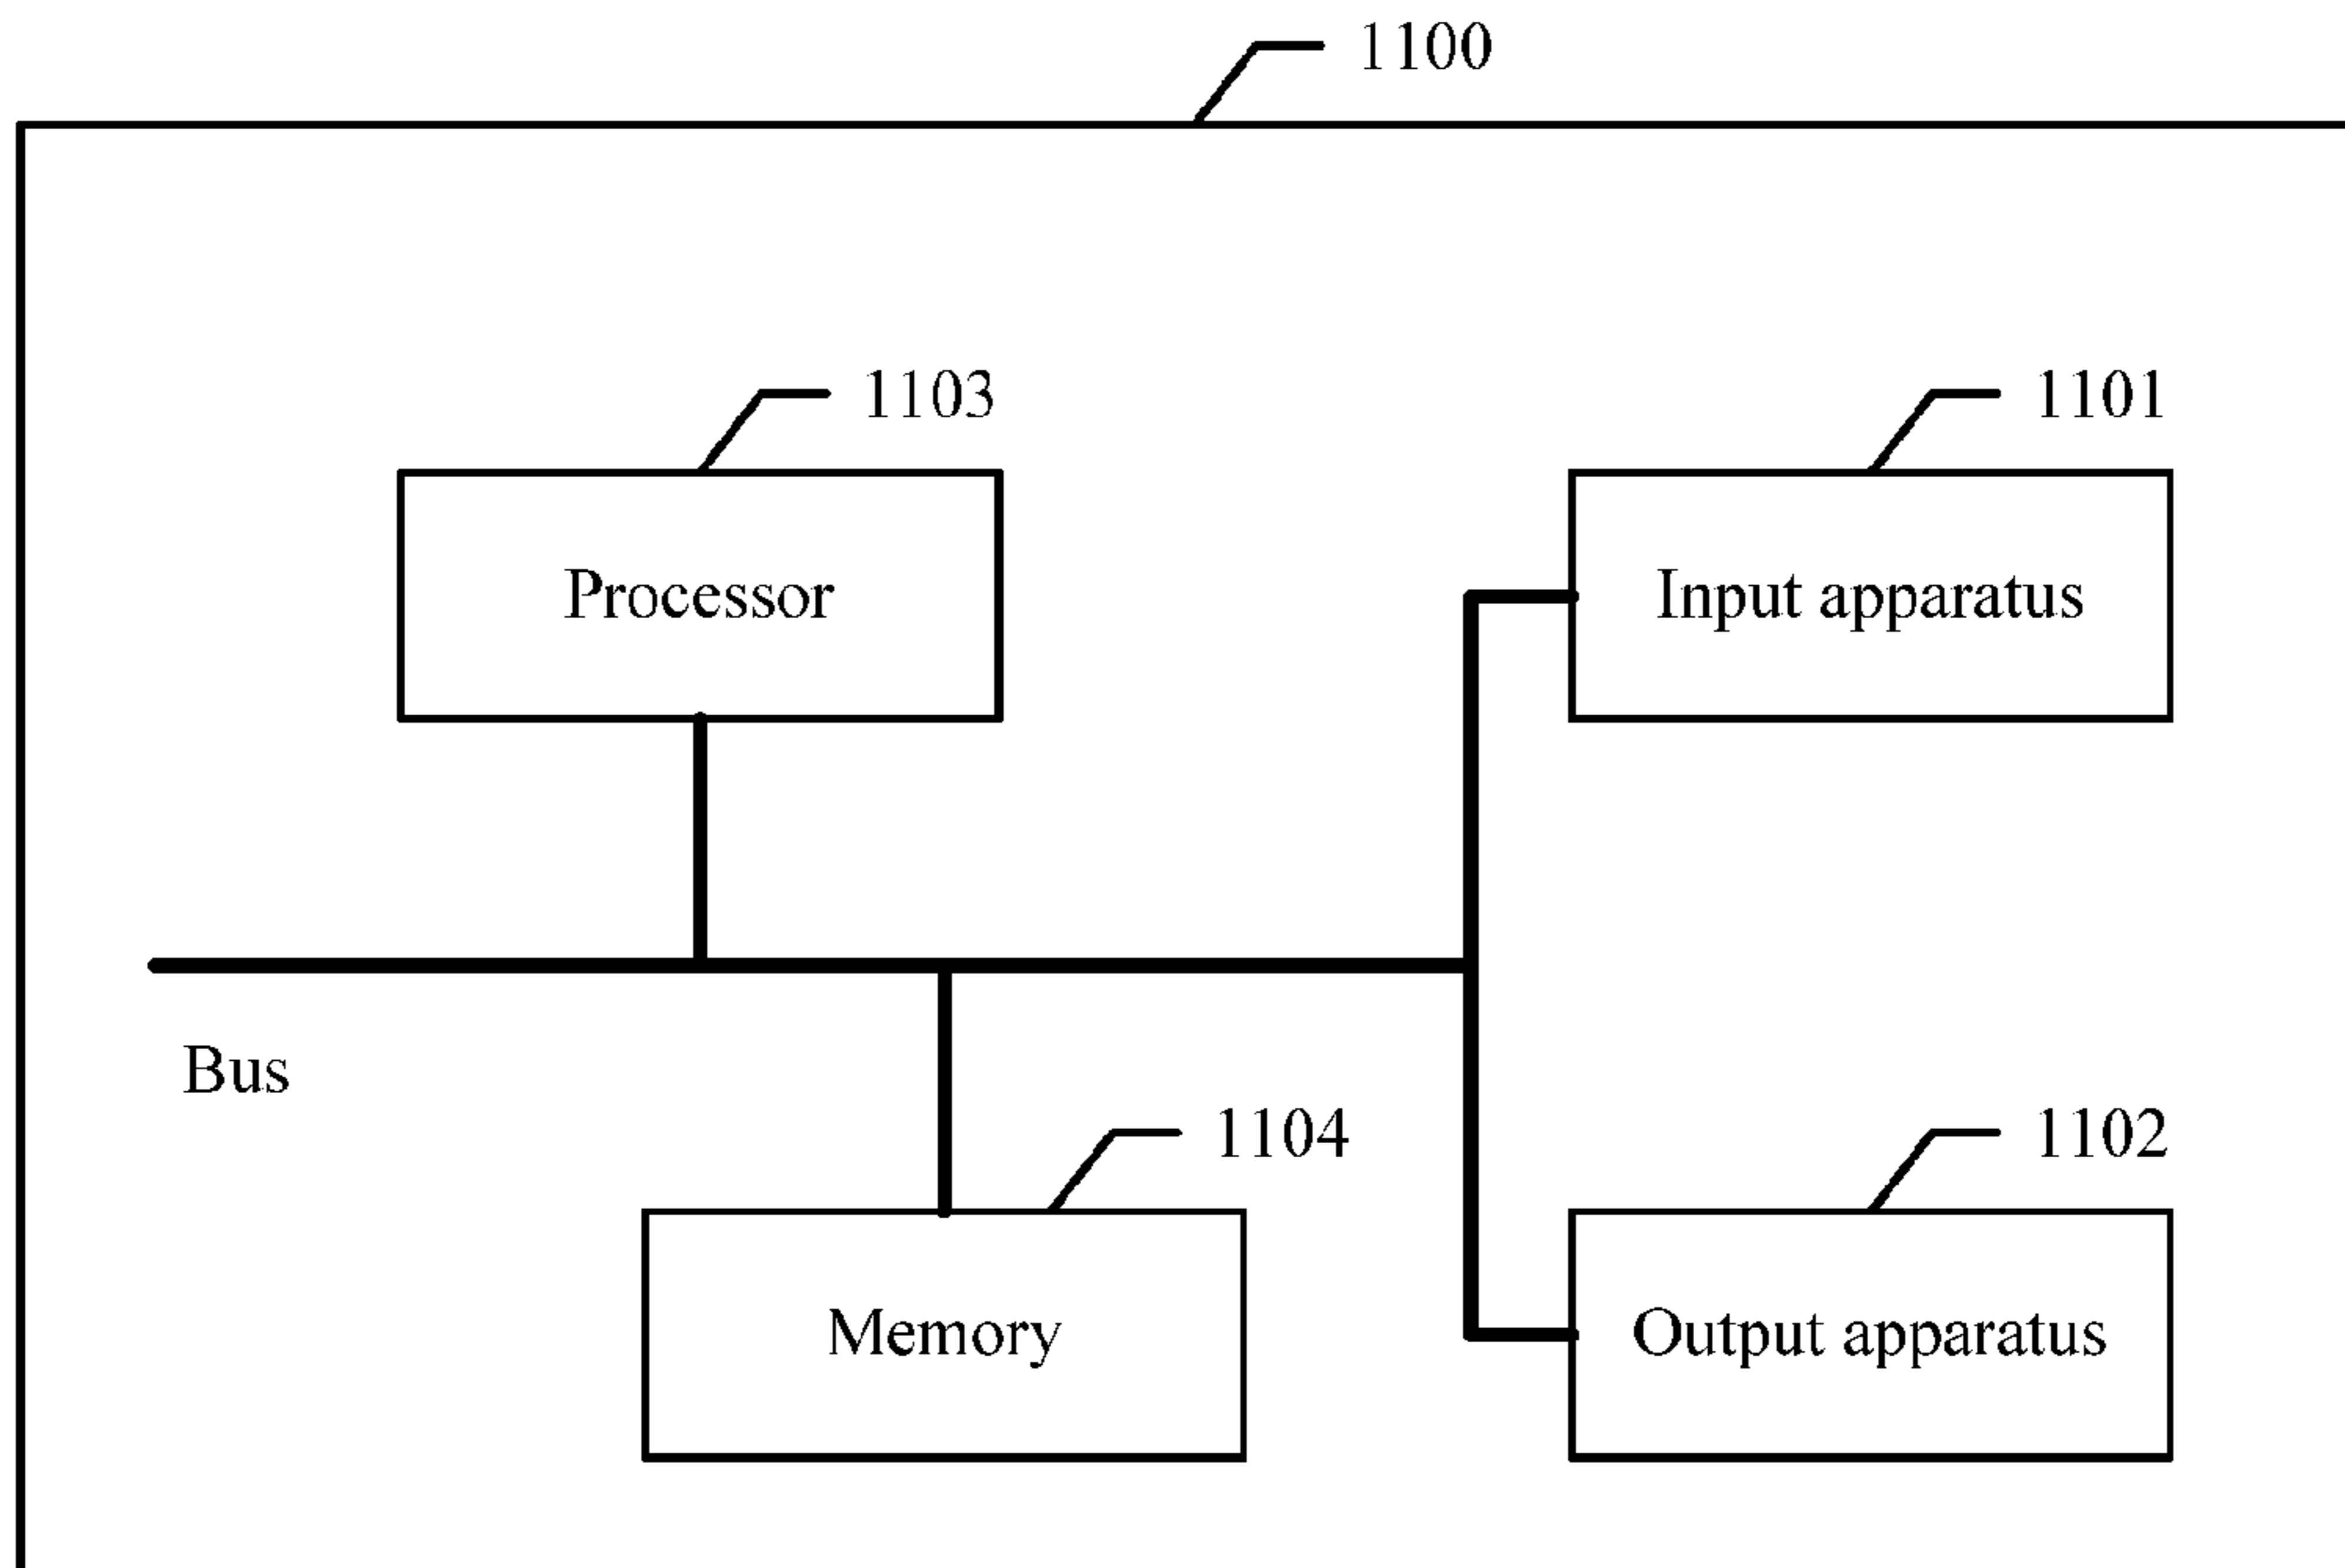 1100
1103
1101
Processor
Input apparatus
Bus
1104
1102
Memory
Output apparatus